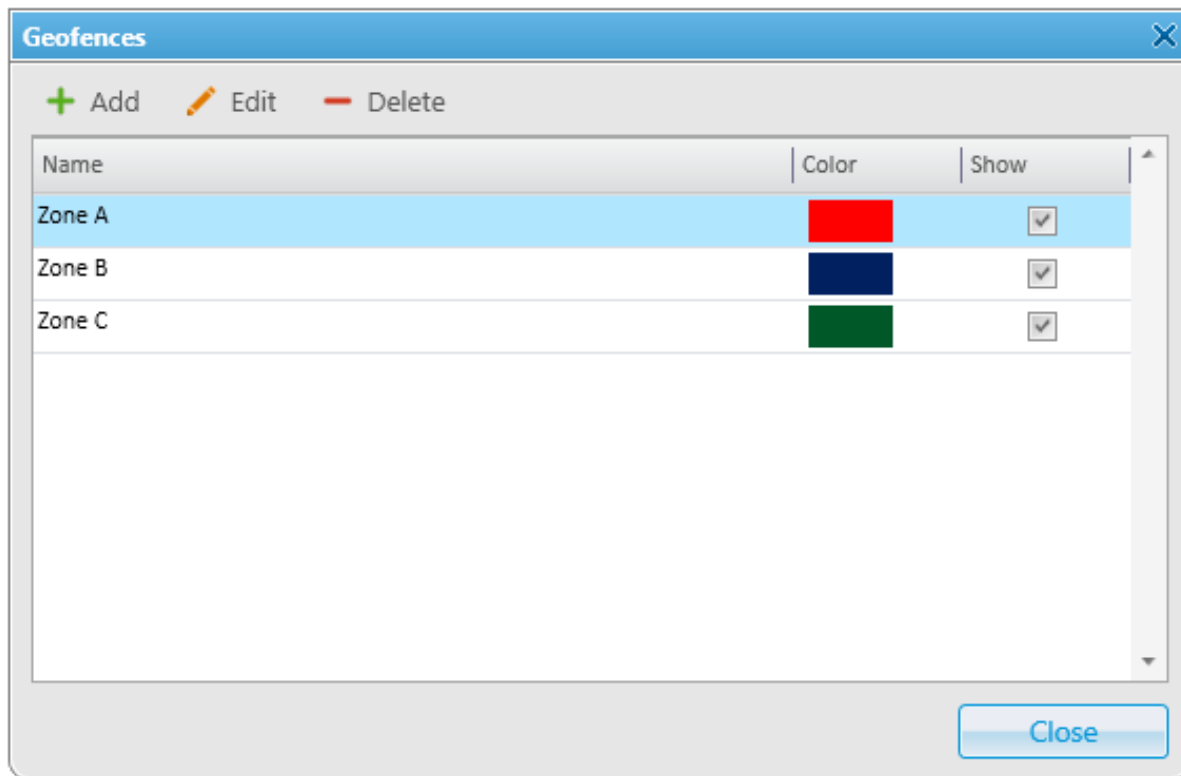 Geofences
Add Edit Delete
Name Color Show
Zone A
Zone B
Zone C
Close